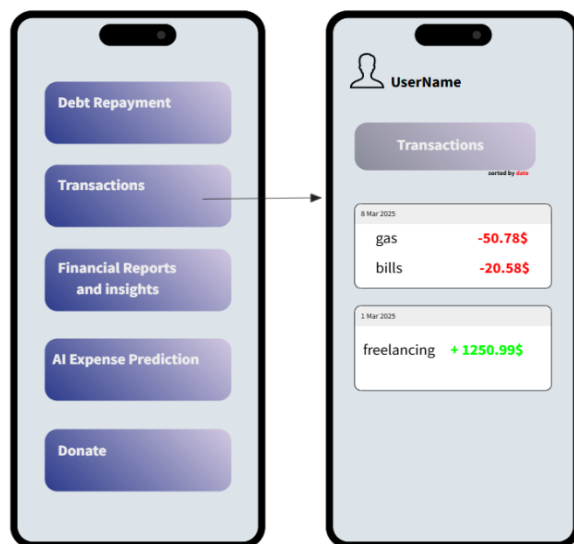 Debt Repayment
Transactions
Financial Reports
and insights
AI Expense Prediction
Donate
UserName
Transactions
sorted by date
8 Mar 2025
gas -50.78$
bills -20.58$
1 Mar 2025
freelancing + 1250.99$